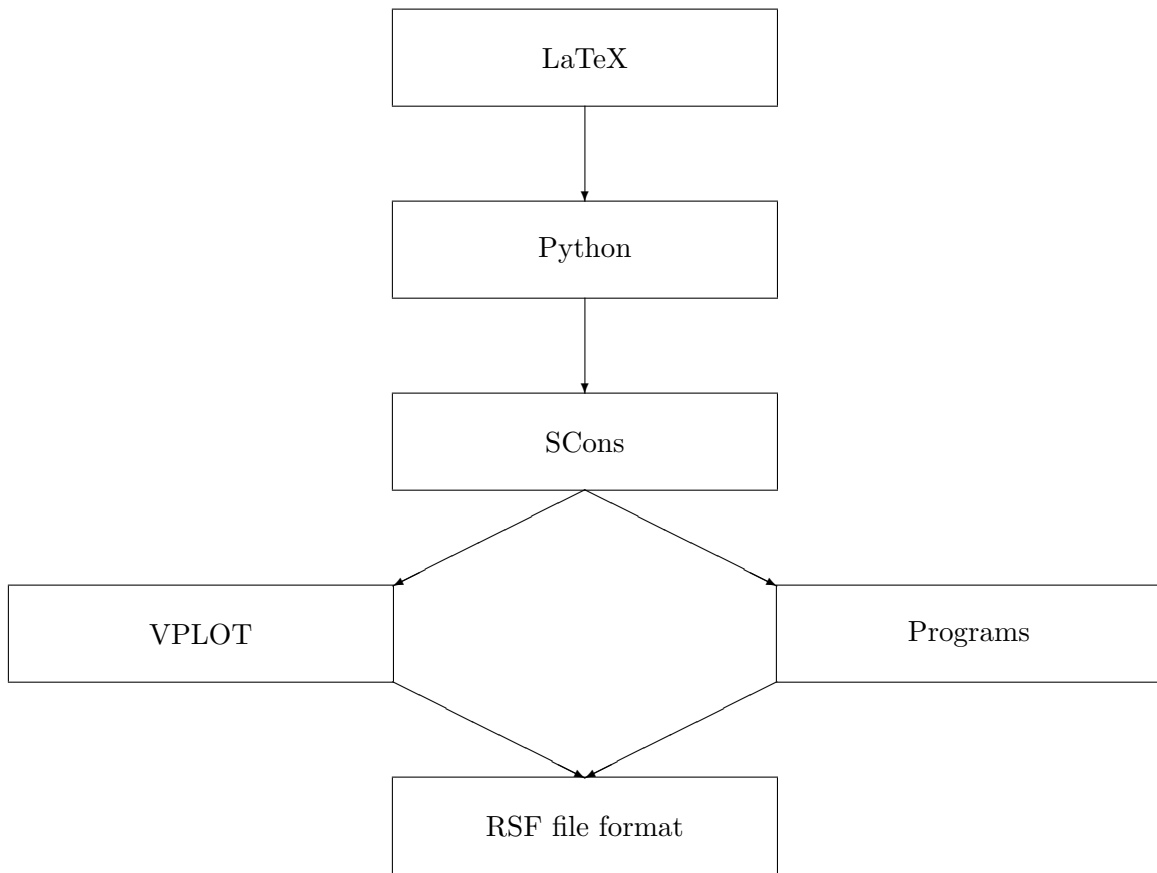 LaTeX
Python
SCons
VPLOT
Programs
RSF file format